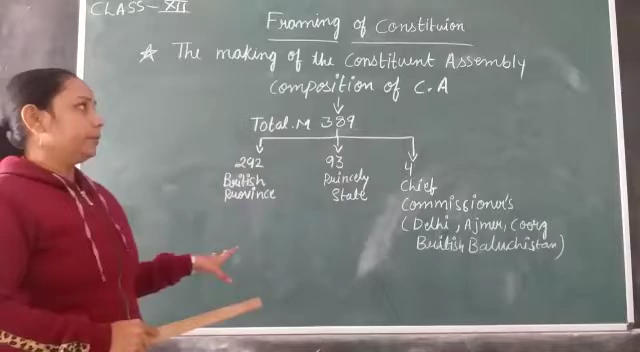 CLASS-XII
Framing of Constituion
* The making of the Constituent Assembly
composition of C.A
Total.M 389
292 93 4
British Princely Chief
Province State Commissioner's
(Delhi, Ajmer, Coorg
British Baluchistan)